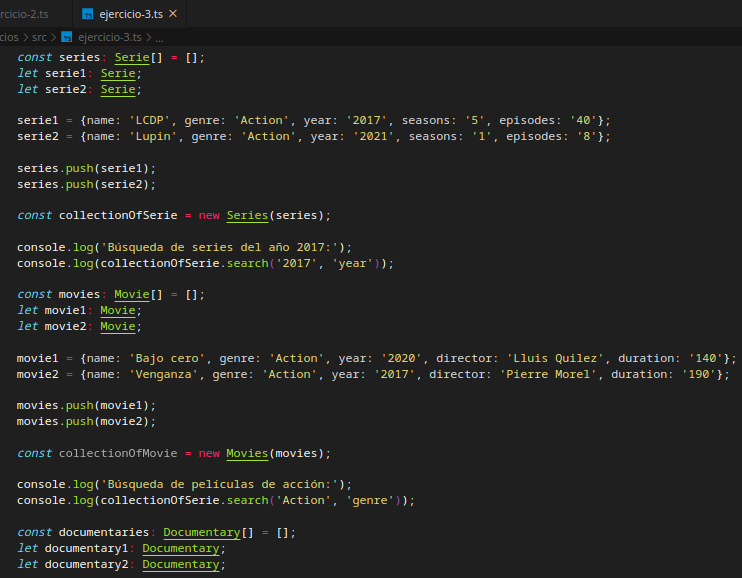 rcicio-2.ts
TS ejercicio-3.ts ×
cios > src > TS ejercicio-3.ts > ...
const series: Serie[] = [];
let serie1: Serie;
let serie2: Serie;
serie1 = {name: 'LCDP', genre: 'Action', year: '2017', seasons: '5', episodes: '40'};
serie2 = {name: 'Lupin', genre: 'Action', year: '2021', seasons: '1', episodes: '8'};
series.push(serie1);
series.push(serie2);
const collectionOfSerie = new Series(series);
console.log('Búsqueda de series del año 2017:');
console.log(collectionOfSerie.search('2017', 'year'));
const movies: Movie[] = [];
let movie1: Movie;
let movie2: Movie;
movie1 = {name: 'Bajo cero', genre: 'Action', year: '2020', director: 'Lluis Quilez', duration: '140'};
movie2 = {name: 'Venganza', genre: 'Action', year: '2017', director: 'Pierre Morel', duration: '190'};
movies.push(movie1);
movies.push(movie2);
const collectionOfMovie = new Movies(movies);
console.log('Búsqueda de películas de acción:');
console.log(collectionOfSerie.search('Action', 'genre'));
const documentaries: Documentary[] = [];
let documentary1: Documentary;
let documentary2: Documentary;